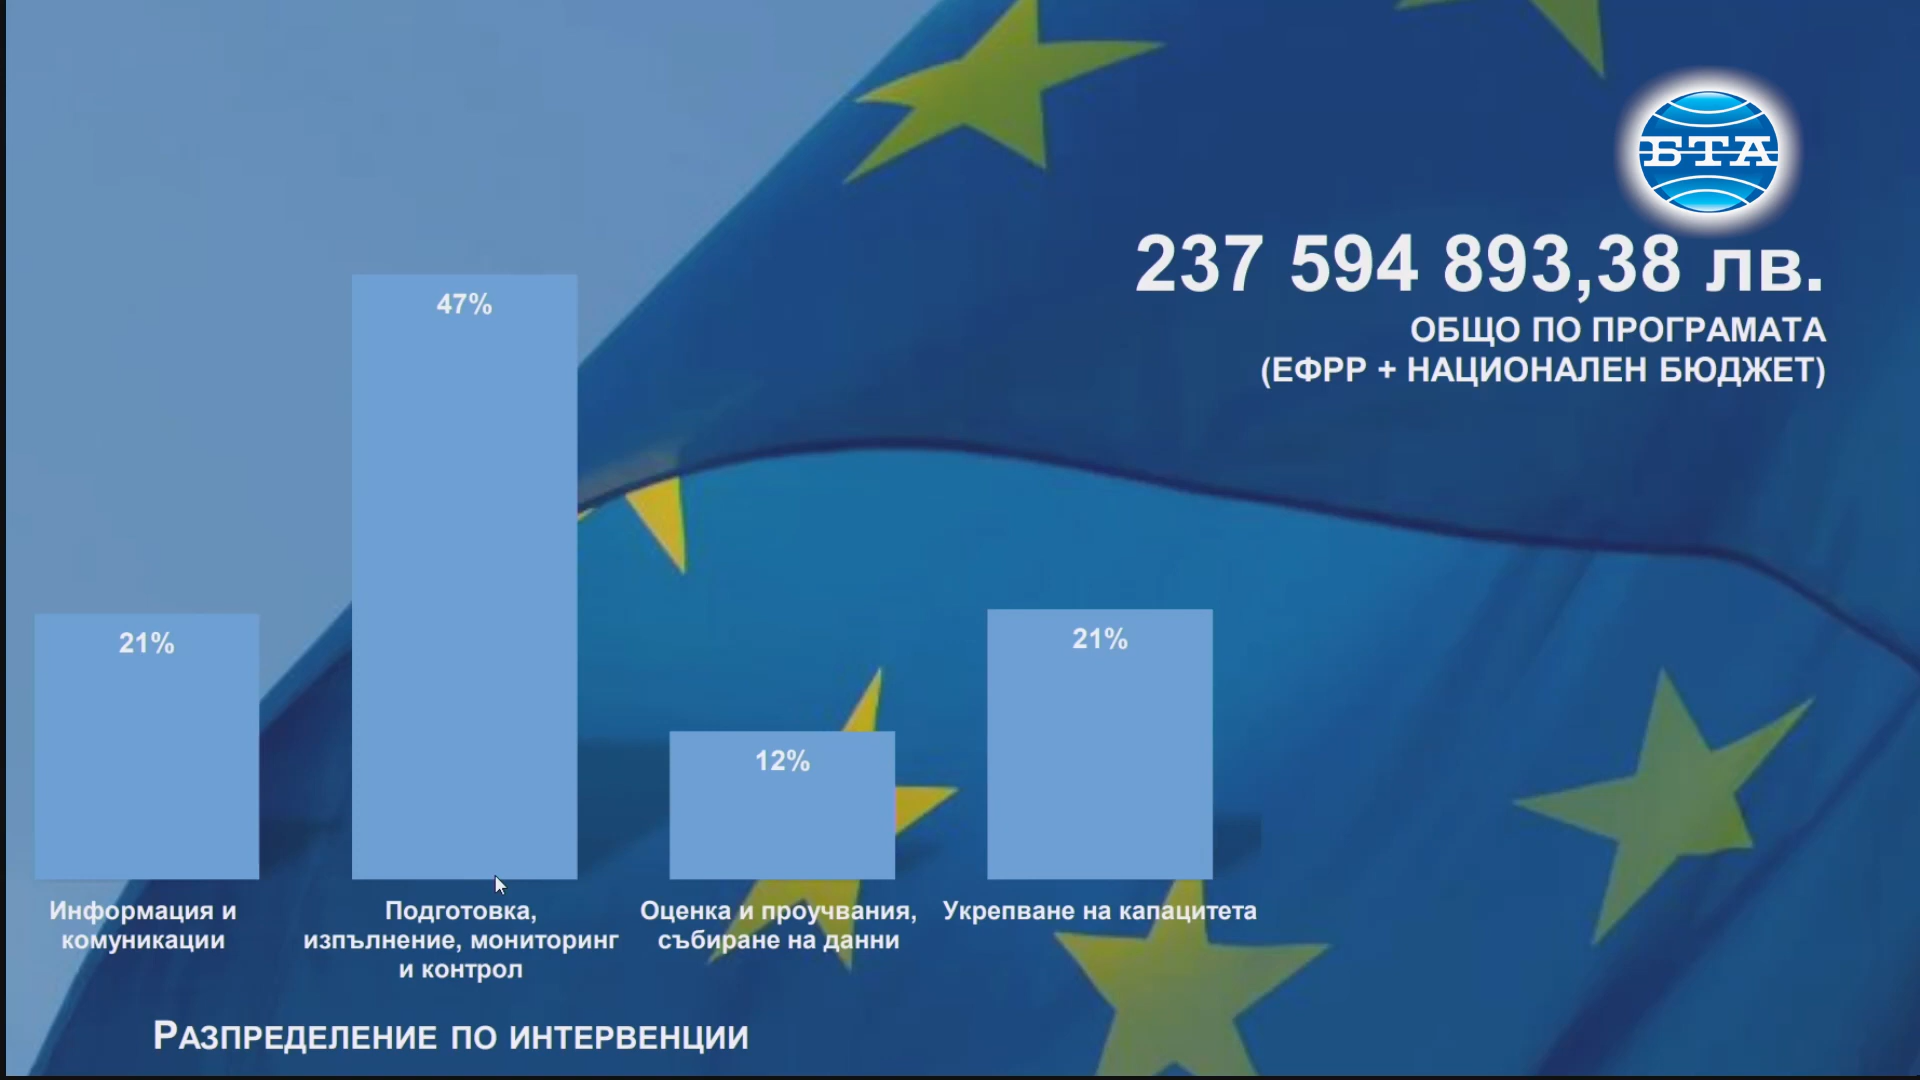 БТА
237 594 893,38 лв.
ОБЩО ПО ПРОГРАМАТА
(ЕФРР + НАЦИОНАЛЕН БЮДЖЕТ)
21%
47%
12%
21%
Информация и
комуникации
Подготовка,
изпълнение, мониторинг
и контрол
Оценка и проучвания,
събиране на данни
Укрепване на капацитета
РАЗПРЕДЕЛЕНИЕ ПО ИНТЕРВЕНЦИИ